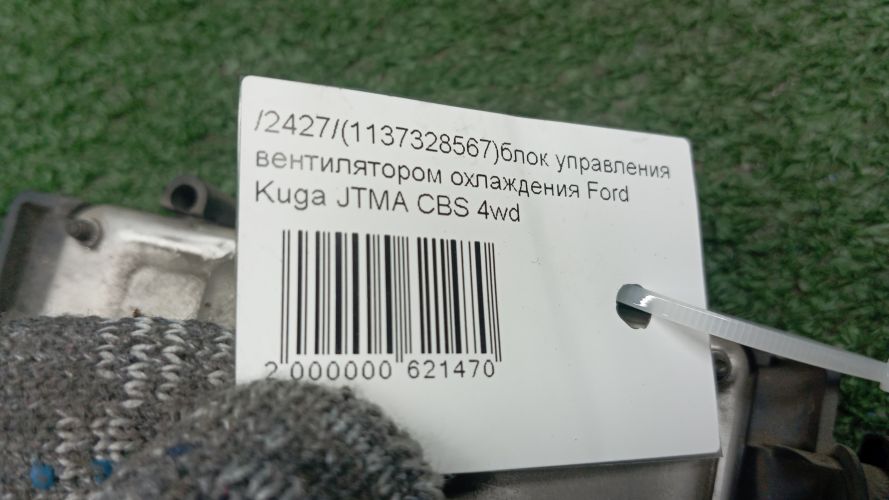 /2427/(1137328567)блок управления
вентилятором охлаждения Ford
Kuga JTMA CBS 4wd
2 000000 621470